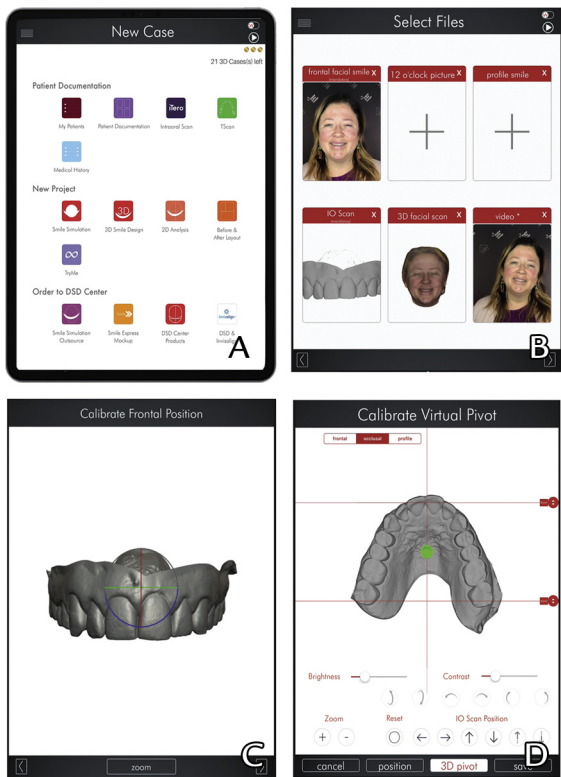 New Case
21 3D Cases(s) left
Patient Documentation
iTero
My Patients
Patient Documentation
Intraoral Scan
TScan
Medical History
New Project
3D
Smile Simulation
3D Smile Design
2D Analysis
Before &
After Layout
TryMe
Order to DSD Center
Smile Simulation
Outsource
Smile Express
Mockup
DSD Center
Products
DSD &
Invisalign
A
Select Files
frontal facial smile X
12 o'clock picture X
profile smile X
IO Scan X
3D facial scan X
video * X
B
Calibrate Frontal Position
zoom
C
Calibrate Virtual Pivot
frontal
occlusal
profile
Brightness
Contrast
Zoom
Reset
IO Scan Position
+ -
cancel
position
3D pivot
save
D